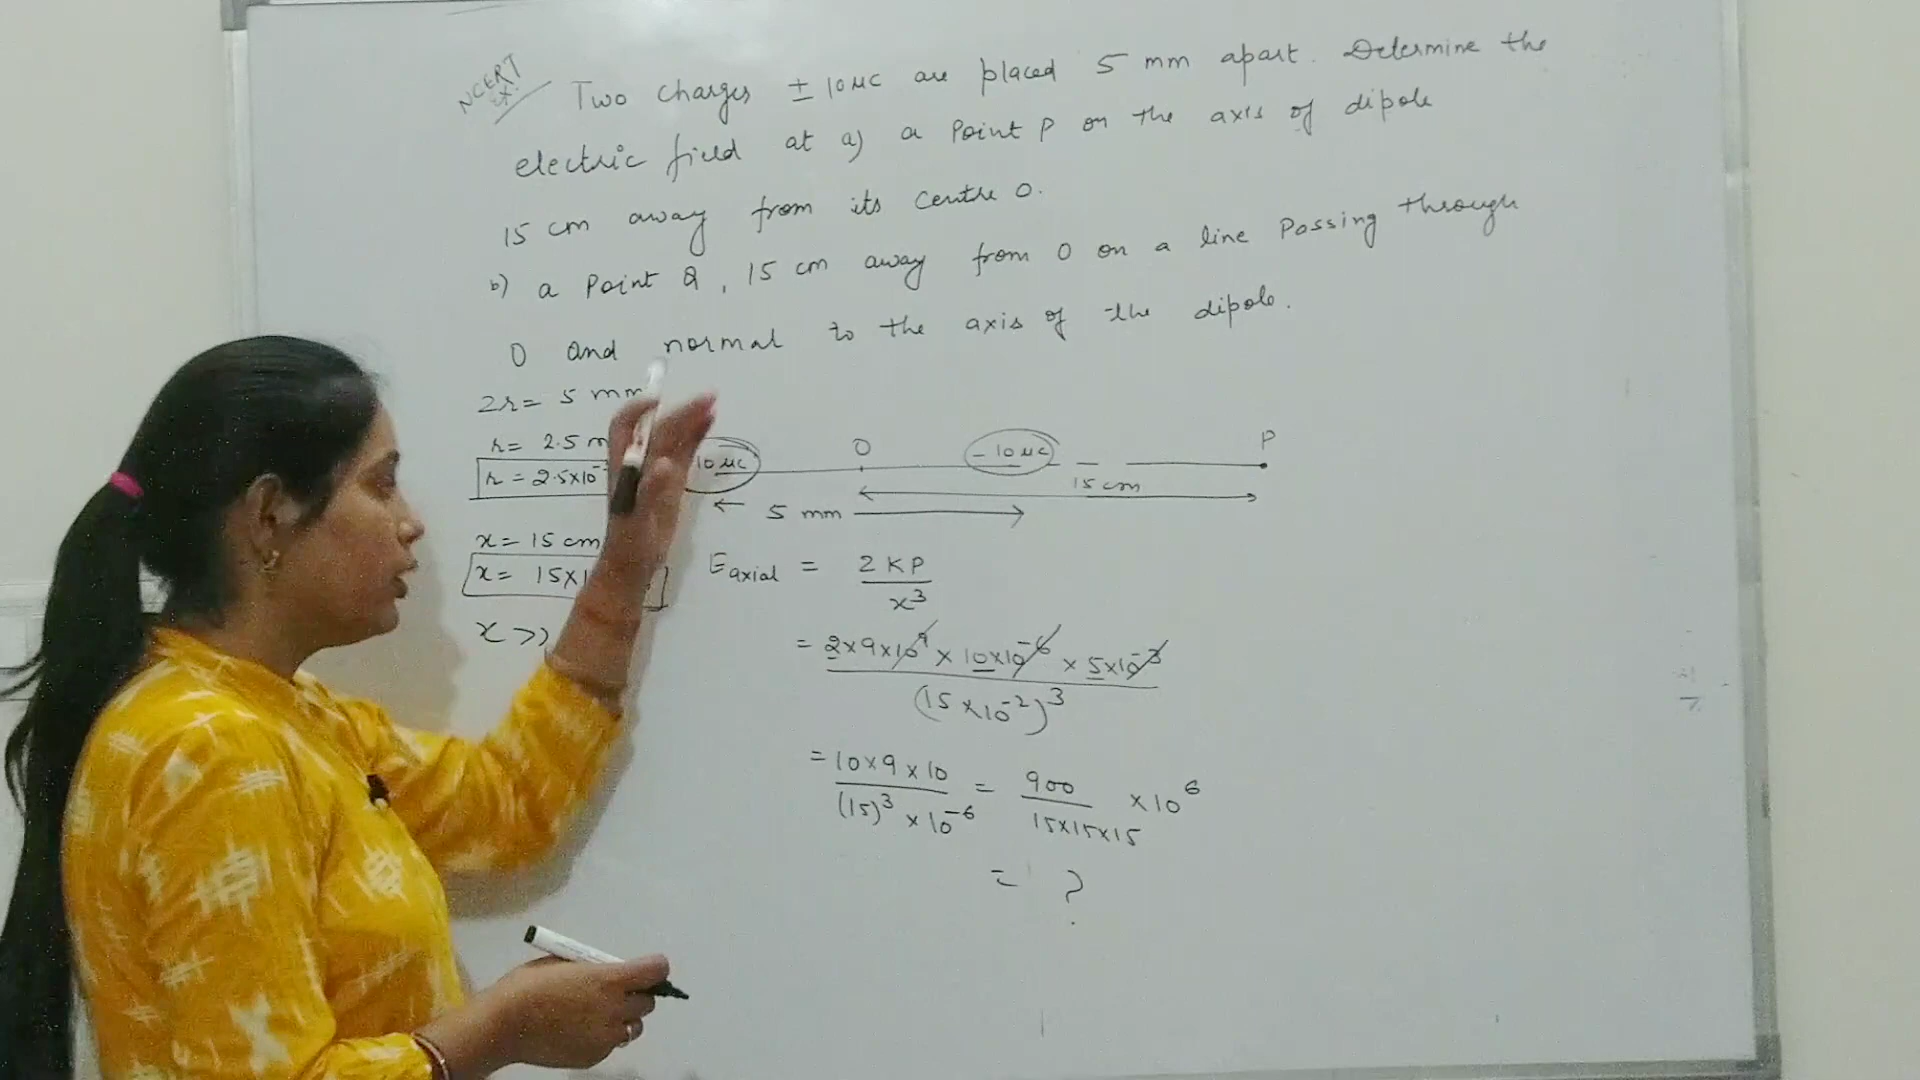 NCERT Ex:
Two charges ± 10 μC are placed 5 mm apart. Determine the
electric field at a) a Point P on the axis of dipole
15 cm away from its centre O.
b) a Point Q, 15 cm away from O on a line Passing through
O and normal to the axis of the dipole.
2r = 5 mm
r = 2.5
r = 2.5×10
x = 15 cm
x = 15×1
x >>
10 μC O - 10 μC P
15 cm
5 mm
E axial = 2KP / x³
= 2×9×10⁹ × 10×10⁻⁶ × 5×10⁻³ / (15 ×10⁻²)³
= 10×9×10 / (15)³ × 10⁻⁶ = 900 / 15×15×15 × 10⁶
= ?